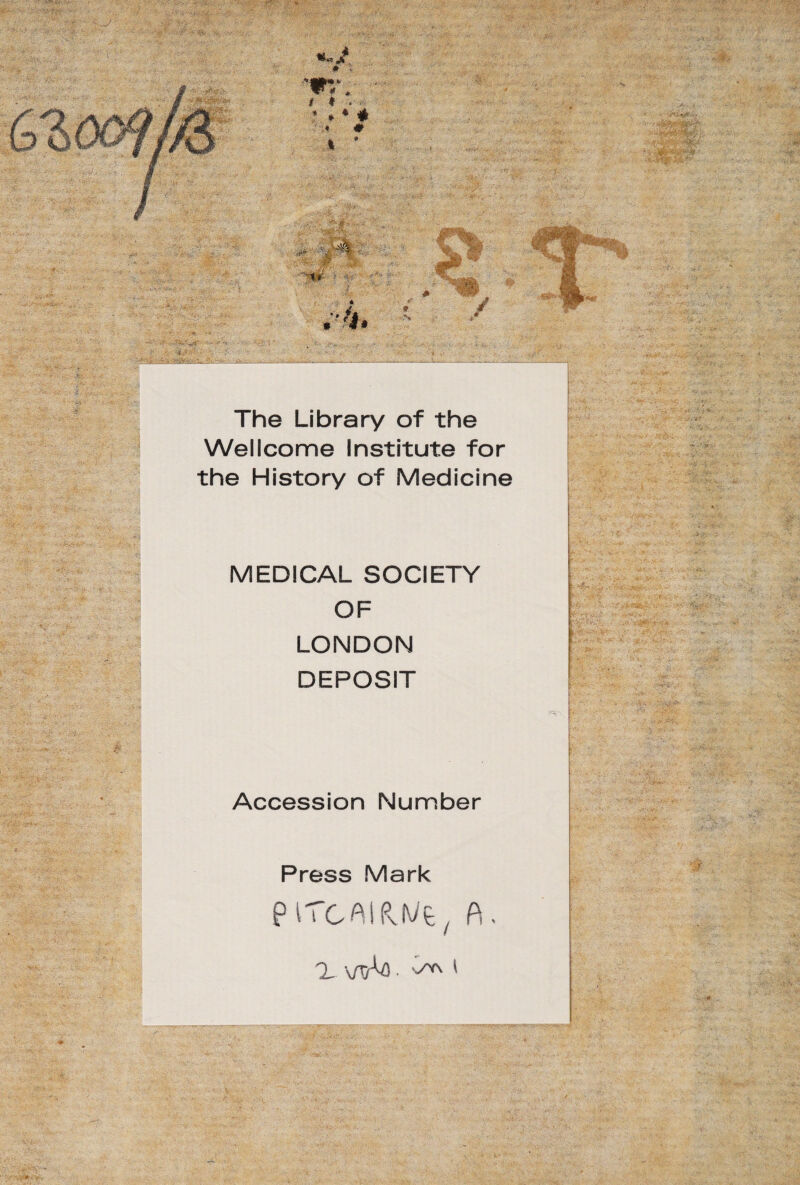 63009/B
The Library of the
Wellcome Institute for
the History of Medicine
MEDICAL SOCIETY
OF
LONDON
DEPOSIT
Accession Number
Press Mark
PITCAIRNE, A.
2 vols. in 1